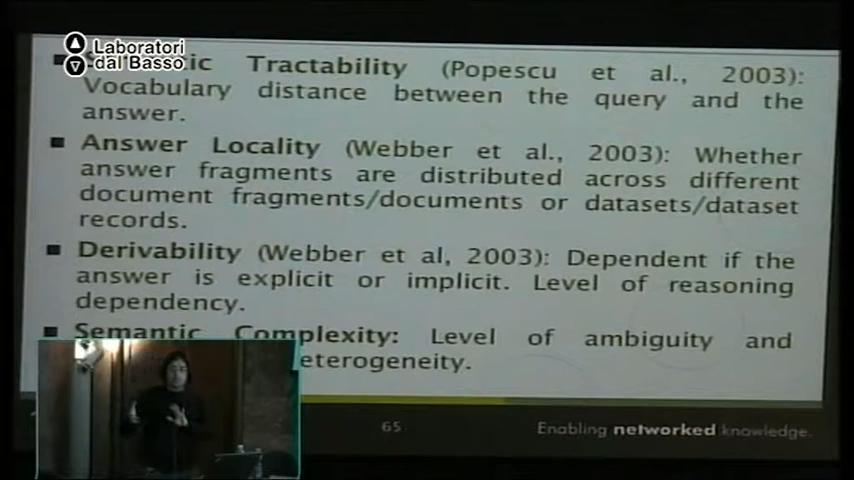 Laboratori
dal Basso
Tractability (Popescu et al., 2003):
Vocabulary distance between the query and the
answer.
■ Answer Locality (Webber et al., 2003): Whether
answer fragments are distributed across different
document fragments/documents or datasets/dataset
records.
■ Derivability (Webber et al, 2003): Dependent if the
answer is explicit or implicit. Level of reasoning
dependency.
■ Semantic Complexity: Level of ambiguity and
eterogeneity.
65
Enabling networked knowledge.